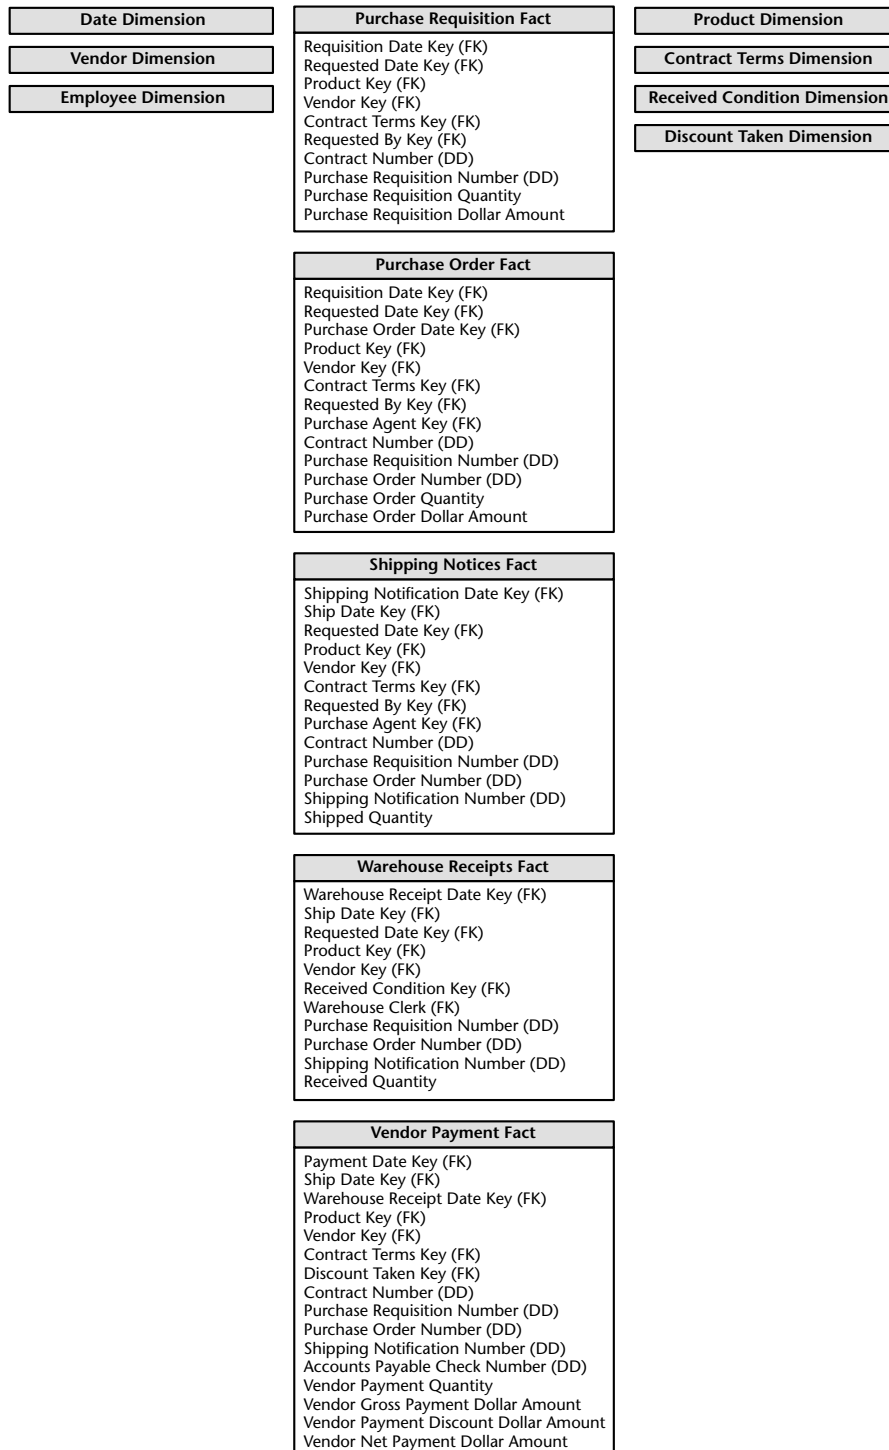 Date Dimension
Vendor Dimension
Employee Dimension
Purchase Requisition Fact
Requisition Date Key (FK)
Requested Date Key (FK)
Product Key (FK)
Vendor Key (FK)
Contract Terms Key (FK)
Requested By Key (FK)
Contract Number (DD)
Purchase Requisition Number (DD)
Purchase Requisition Quantity
Purchase Requisition Dollar Amount
Product Dimension
Contract Terms Dimension
Received Condition Dimension
Discount Taken Dimension
Purchase Order Fact
Requisition Date Key (FK)
Requested Date Key (FK)
Purchase Order Date Key (FK)
Product Key (FK)
Vendor Key (FK)
Contract Terms Key (FK)
Requested By Key (FK)
Purchase Agent Key (FK)
Contract Number (DD)
Purchase Requisition Number (DD)
Purchase Order Number (DD)
Purchase Order Quantity
Purchase Order Dollar Amount
Shipping Notices Fact
Shipping Notification Date Key (FK)
Ship Date Key (FK)
Requested Date Key (FK)
Product Key (FK)
Vendor Key (FK)
Contract Terms Key (FK)
Requested By Key (FK)
Purchase Agent Key (FK)
Contract Number (DD)
Purchase Requisition Number (DD)
Purchase Order Number (DD)
Shipping Notification Number (DD)
Shipped Quantity
Warehouse Receipts Fact
Warehouse Receipt Date Key (FK)
Ship Date Key (FK)
Requested Date Key (FK)
Product Key (FK)
Vendor Key (FK)
Received Condition Key (FK)
Warehouse Clerk (FK)
Purchase Requisition Number (DD)
Purchase Order Number (DD)
Shipping Notification Number (DD)
Received Quantity
Vendor Payment Fact
Payment Date Key (FK)
Ship Date Key (FK)
Warehouse Receipt Date Key (FK)
Product Key (FK)
Vendor Key (FK)
Contract Terms Key (FK)
Discount Taken Key (FK)
Contract Number (DD)
Purchase Requisition Number (DD)
Purchase Order Number (DD)
Shipping Notification Number (DD)
Accounts Payable Check Number (DD)
Vendor Payment Quantity
Vendor Gross Payment Dollar Amount
Vendor Payment Discount Dollar Amount
Vendor Net Payment Dollar Amount